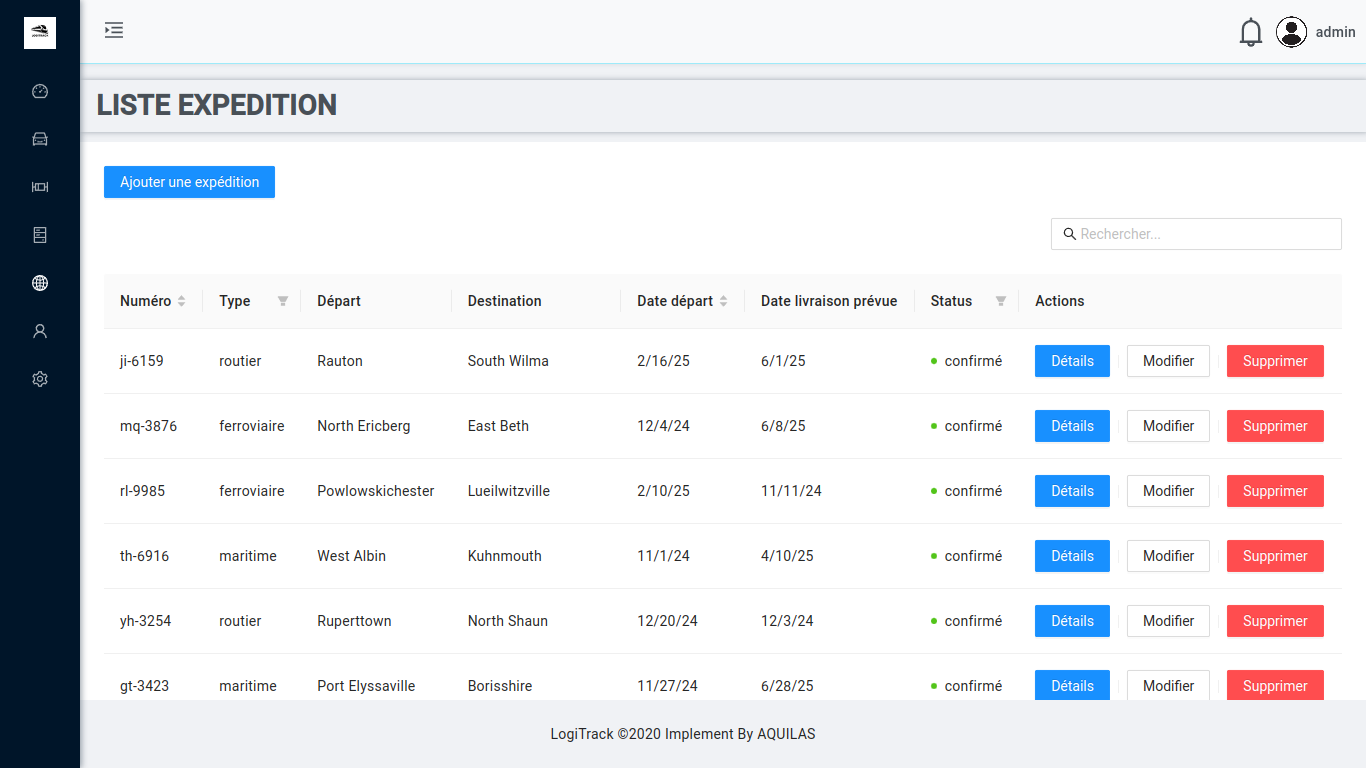 admin
LISTE EXPEDITION
Ajouter une expédition
Rechercher...
Numéro Type Départ Destination Date départ Date livraison prévue Status Actions
ji-6159 routier Rauton South Wilma 2/16/25 6/1/25 confirmé Détails Modifier Supprimer
mq-3876 ferroviaire North Ericberg East Beth 12/4/24 6/8/25 confirmé Détails Modifier Supprimer
rl-9985 ferroviaire Powlowskichester Lueilwitzville 2/10/25 11/11/24 confirmé Détails Modifier Supprimer
th-6916 maritime West Albin Kuhnmouth 11/1/24 4/10/25 confirmé Détails Modifier Supprimer
yh-3254 routier Ruperttown North Shaun 12/20/24 12/3/24 confirmé Détails Modifier Supprimer
gt-3423 maritime Port Elyssaville Borisshire 11/27/24 6/28/25 confirmé Détails Modifier Supprimer
LogiTrack ©2020 Implement By AQUILAS